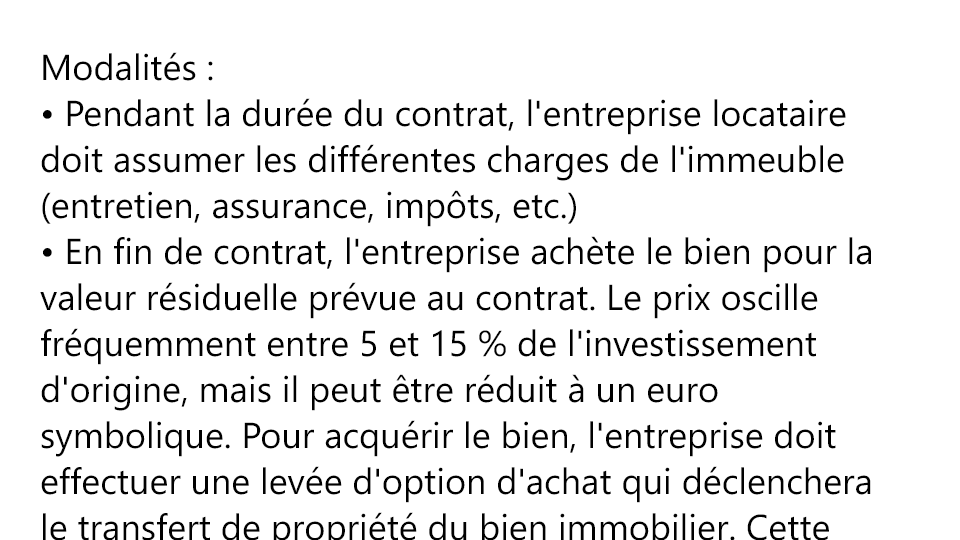 Modalités :
• Pendant la durée du contrat, l'entreprise locataire
doit assumer les différentes charges de l'immeuble
(entretien, assurance, impôts, etc.)
• En fin de contrat, l'entreprise achète le bien pour la
valeur résiduelle prévue au contrat. Le prix oscille
fréquemment entre 5 et 15 % de l'investissement
d'origine, mais il peut être réduit à un euro
symbolique. Pour acquérir le bien, l'entreprise doit
effectuer une levée d'option d'achat qui déclenchera
le transfert de propriété du bien immobilier. Cette